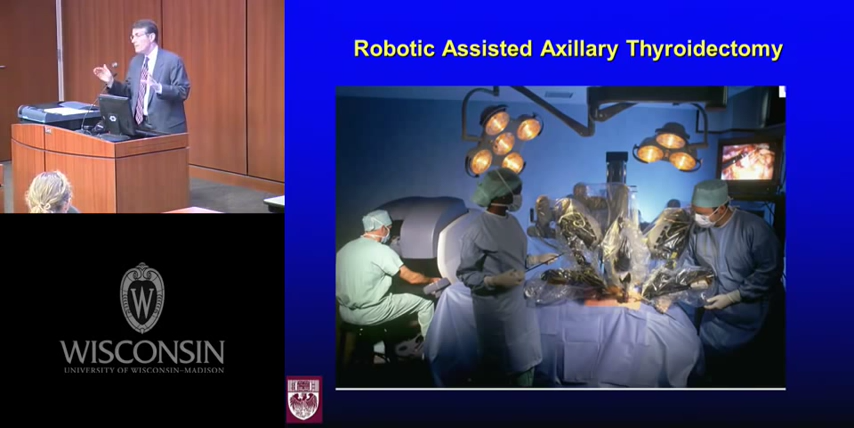 Robotic Assisted Axillary Thyroidectomy
W
WISCONSIN
UNIVERSITY OF WISCONSIN–MADISON